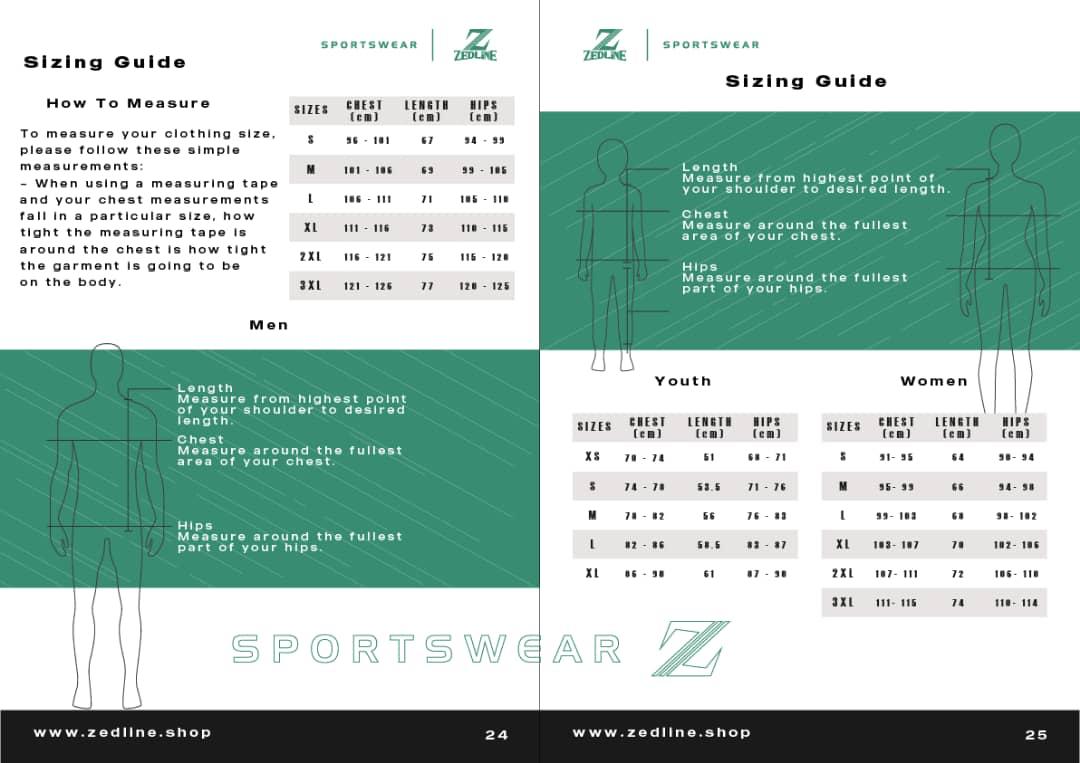 SPORTSWEAR
ZEDLINE
Sizing Guide
How To Measure
To measure your clothing size,
please follow these simple
measurements:
- When using a measuring tape
and your chest measurements
fall in a particular size, how
tight the measuring tape is
around the chest is how tight
the garment is going to be
on the body.
SIZES CHEST (cm) LENGTH (cm) HIPS (cm)
S 96 - 101 67 94 - 99
M 101 - 106 69 99 - 105
L 106 - 111 71 105 - 110
XL 111 - 116 73 110 - 115
2XL 116 - 121 75 115 - 120
3XL 121 - 126 77 120 - 125
Men
Length
Measure from highest point
of your shoulder to desired
length.
Chest
Measure around the fullest
area of your chest.
Hips
Measure around the fullest
part of your hips.
www.zedline.shop
24
ZEDLINE
SPORTSWEAR
Sizing Guide
Length
Measure from highest point of
your shoulder to desired length.
Chest
Measure around the fullest
area of your chest.
Hips
Measure around the fullest
part of your hips.
Youth
SIZES CHEST (cm) LENGTH (cm) HIPS (cm)
XS 70 - 74 51 68 - 71
S 74 - 78 53.5 71 - 76
M 78 - 82 56 76 - 83
L 82 - 86 58.5 83 - 87
XL 86 - 90 61 87 - 90
Women
SIZES CHEST (cm) LENGTH (cm) HIPS (cm)
S 91- 95 64 90- 94
M 95- 99 66 94- 98
L 99- 103 68 98- 102
XL 103- 107 70 102- 106
2XL 107- 111 72 106- 110
3XL 111- 115 74 110- 114
SPORTSWEAR Z
www.zedline.shop
25